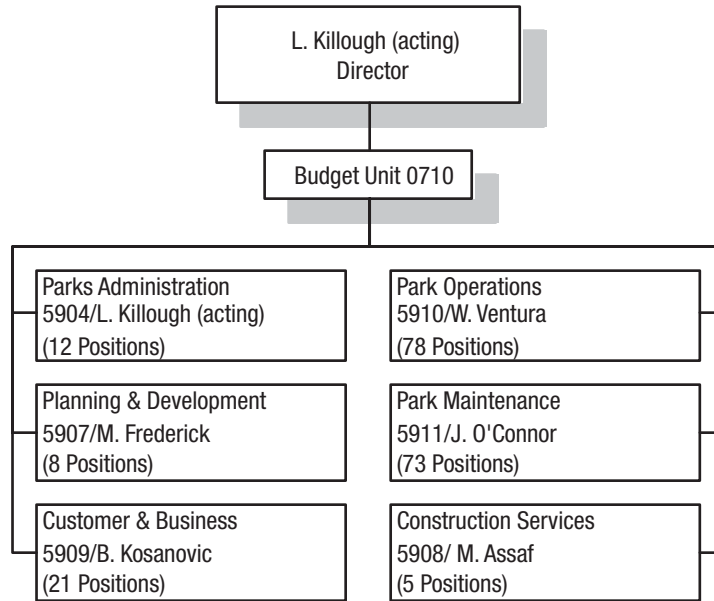 L. Killough (acting)
Director
Budget Unit 0710
Parks Administration
5904/L. Killough (acting)
(12 Positions)
Planning & Development
5907/M. Frederick
(8 Positions)
Customer & Business
5909/B. Kosanovic
(21 Positions)
Park Operations
5910/W. Ventura
(78 Positions)
Park Maintenance
5911/J. O'Connor
(73 Positions)
Construction Services
5908/ M. Assaf
(5 Positions)